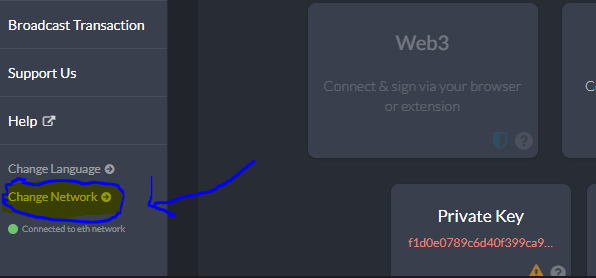 Broadcast Transaction
Support Us
Help
Change Language
Change Network
Connected to eth network
Web3
Connect & sign via your browser
or extension
Private Key
f1d0e0789c6d40f399ca9...